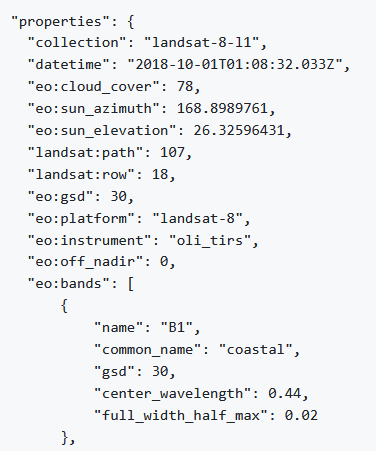 "properties": {
"collection": "landsat-8-l1",
"datetime": "2018-10-01T01:08:32.033Z",
"eo:cloud_cover": 78,
"eo:sun_azimuth": 168.8989761,
"eo:sun_elevation": 26.32596431,
"landsat:path": 107,
"landsat:row": 18,
"eo:gsd": 30,
"eo:platform": "landsat-8",
"eo:instrument": "oli_tirs",
"eo:off_nadir": 0,
"eo:bands": [
{
"name": "B1",
"common_name": "coastal",
"gsd": 30,
"center_wavelength": 0.44,
"full_width_half_max": 0.02
},